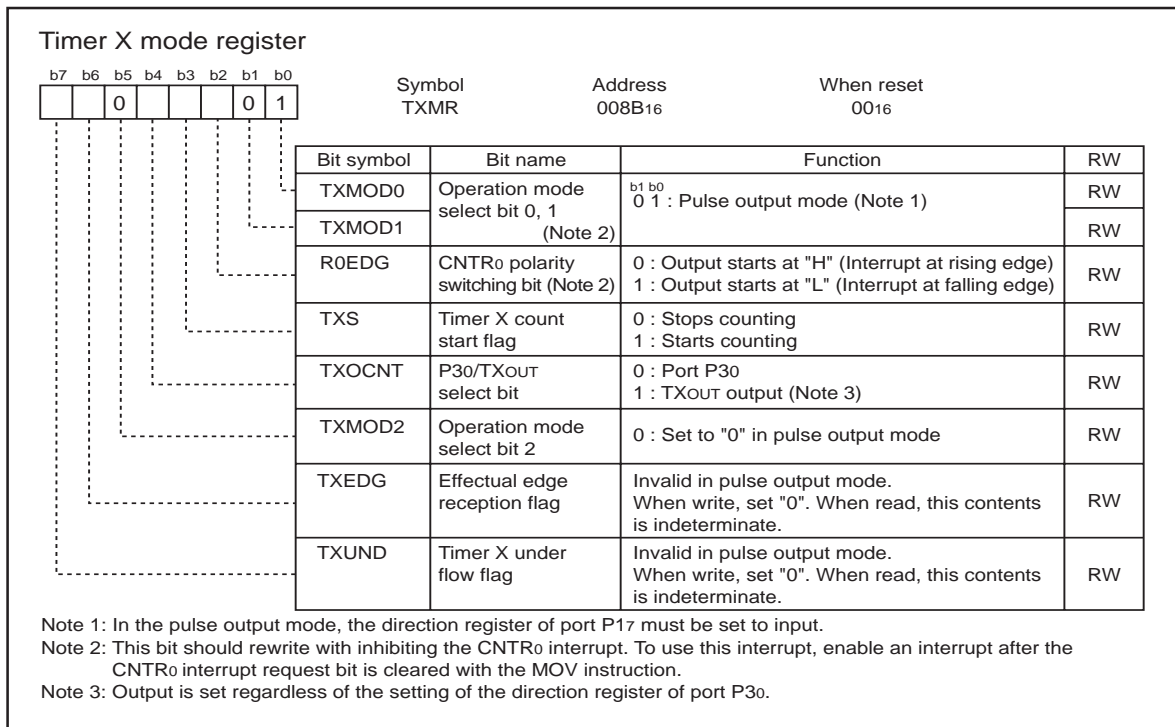 Timer X mode register
b7 b6 b5 b4 b3 b2 b1 b0
0 0 1
Symbol Address When reset
TXMR 008B16 0016
Bit symbol Bit name Function RW
TXMOD0 Operation mode select bit 0, 1 (Note 2) b1 b0 0 1 : Pulse output mode (Note 1) RW
TXMOD1 RW
R0EDG CNTR0 polarity switching bit (Note 2) 0 : Output starts at "H" (Interrupt at rising edge) RW
1 : Output starts at "L" (Interrupt at falling edge)
TXS Timer X count start flag 0 : Stops counting RW
1 : Starts counting
TXOCNT P30/TXOUT select bit 0 : Port P30 RW
1 : TXOUT output (Note 3)
TXMOD2 Operation mode select bit 2 0 : Set to "0" in pulse output mode RW
TXEDG Effectual edge reception flag Invalid in pulse output mode. RW
When write, set "0". When read, this contents
is indeterminate.
TXUND Timer X under flow flag Invalid in pulse output mode. RW
When write, set "0". When read, this contents
is indeterminate.
Note 1: In the pulse output mode, the direction register of port P17 must be set to input.
Note 2: This bit should rewrite with inhibiting the CNTR0 interrupt. To use this interrupt, enable an interrupt after the
CNTR0 interrupt request bit is cleared with the MOV instruction.
Note 3: Output is set regardless of the setting of the direction register of port P30.